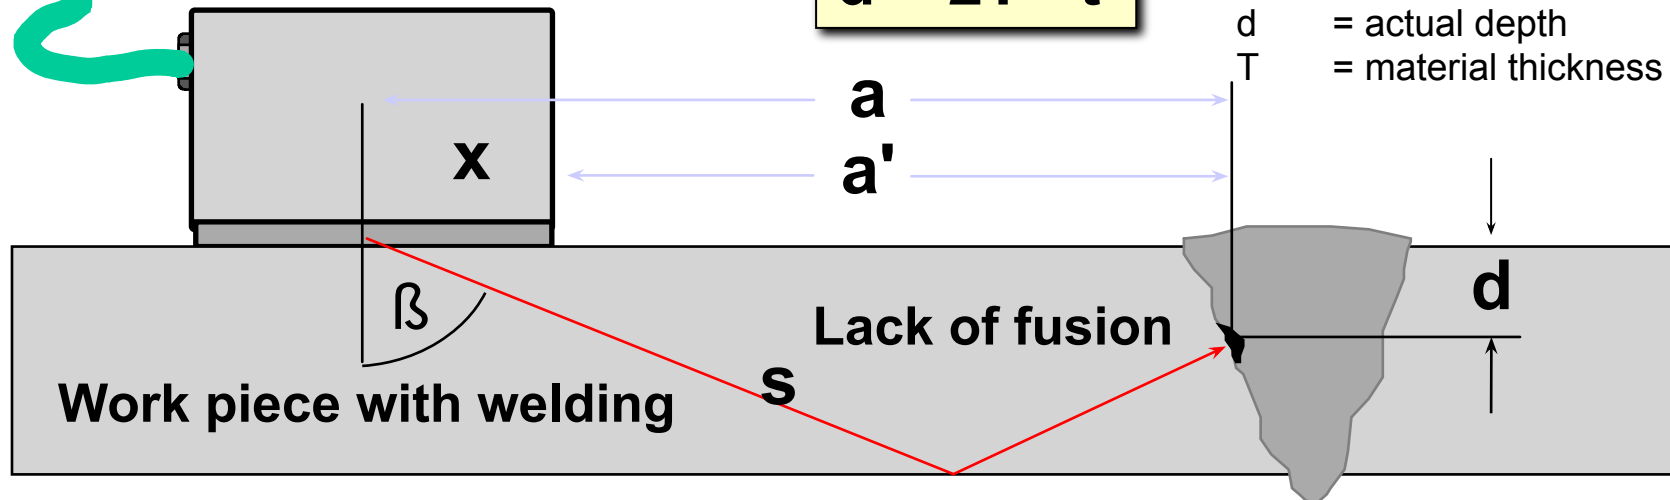 d = actual depth
T = material thickness
a
x
a'
ß
d
Lack of fusion
s
Work piece with welding